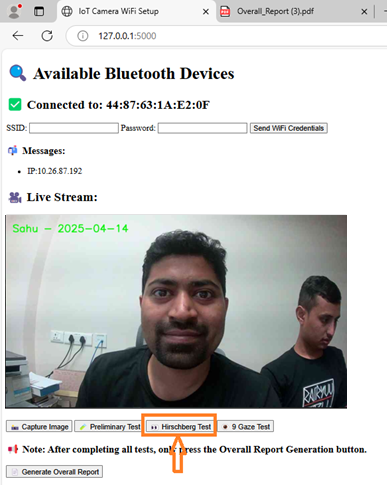 IoT Camera WiFi Setup
Overall_Report (3).pdf
127.0.0.1:5000
Available Bluetooth Devices
Connected to: 44:87:63:1A:E2:0F
SSID: Password: Send WiFi Credentials
Messages:
IP:10.26.87.192
Live Stream:
Sahu - 2025-04-14
Capture Image Preliminary Test Hirschberg Test 9 Gaze Test
Note: After completing all tests, only press the Overall Report Generation button.
Generate Overall Report